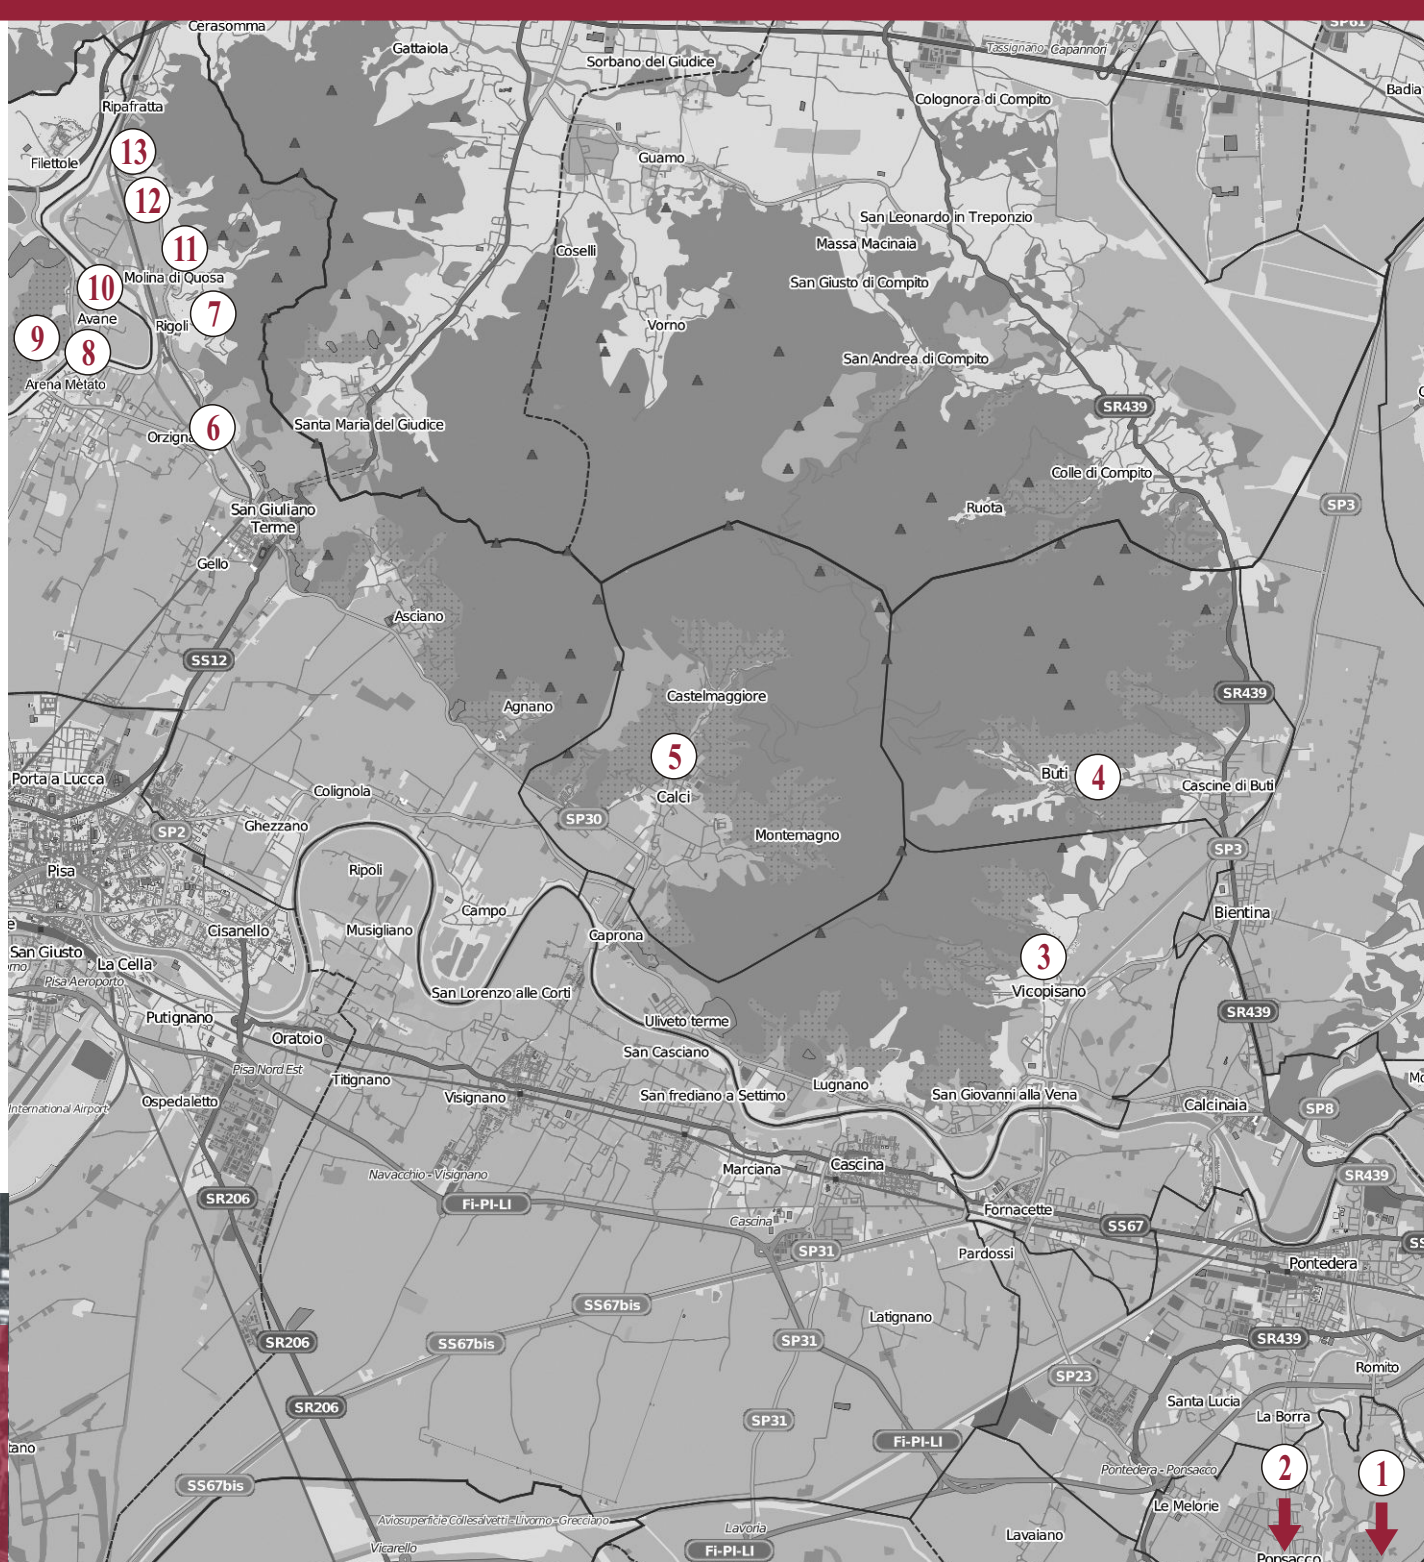 Cerasomma
SP61
Gattaiola
Tassignano
Capannori
Sorbano del Giudice
Badia
Ripafratta
Colognora di Compito
13
Filettole
Guamo
12
San Leonardo in Treponzio
11
Coselli
Massa Macinaia
Molina di Quosa
10
San Giusto di Compito
7
Avane
Rigoli
Vorno
9
8
San Andrea di Compito
Arena Metato
SR439
6
Santa Maria del Giudice
Orzigna
Colle di Compito
San Giuliano
Terme
Ruota
SP3
Gello
Asciano
SS12
Castelmaggiore
SR439
Agnano
5
Buti
4
Porta a Lucca
Cascine di Buti
Colignola
Calci
SP30
Ghezzano
SP2
Montemagno
SP3
Pisa
Ripoli
Campo
Bientina
e
Cisanello
Musigliano
Caprona
San Giusto
3
La Cella
rno
Pisa Aeroporto
San Lorenzo alle Corti
Vicopisano
SR439
Putignano
Uliveto terme
Oratoio
San Casciano
Pisa Nord Est
Titignano
Lugnano
Mo
Ospedaletto
Visignano
San frediano a Settimo
San Giovanni alla Vena
International Airport
Calcinaia
SP8
Marciana
Cascina
Navacchio - Visignano
SR439
SR206
Fi-PI-LI
Fornacette
Cascina
SS67
SS
SP31
Pardossi
Pontedera
SS67bis
Latignano
SR206
SS67bis
SP31
SR439
Romito
SP23
SR206
Santa Lucia
SP31
La Borra
tano
Fi-PI-LI
2
1
Pontedera - Ponsacco
SS67bis
Le Melorie
Aviosuperficie Collesalvetti - Livorno - Grecciano
Lavoria
Lavaiano
Vicarello
Fi-PI-LI
Ponsacco